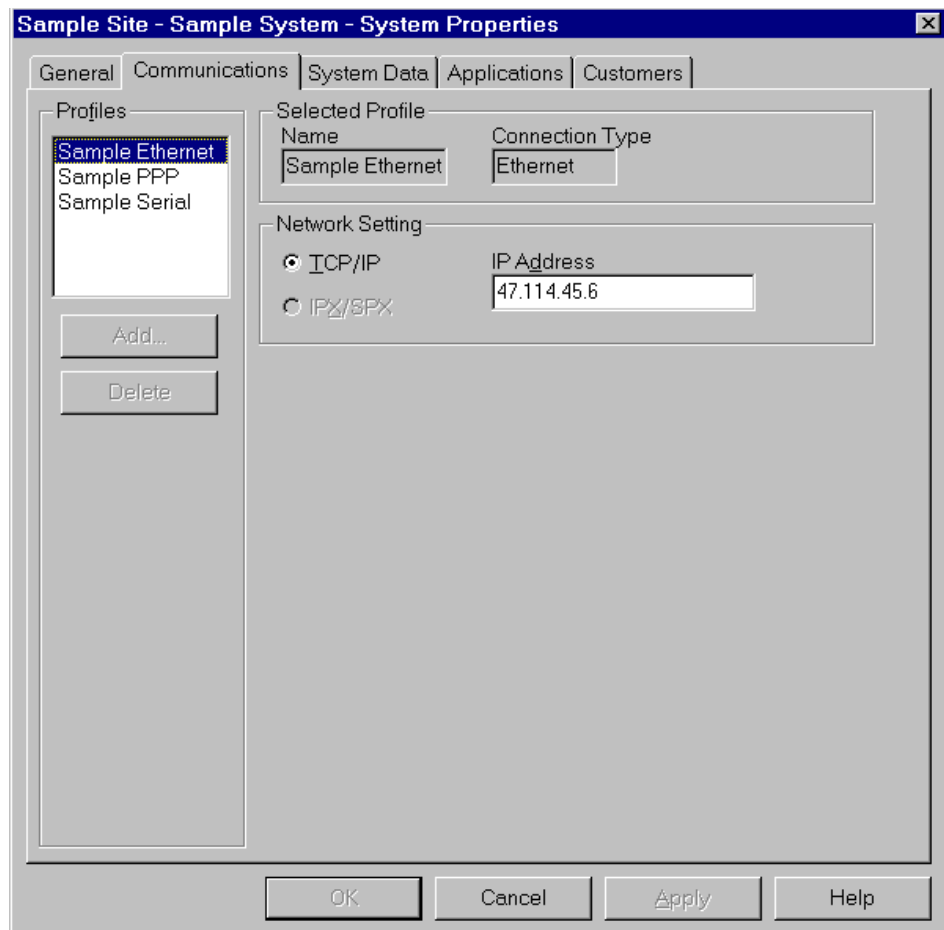 Sample Site - Sample System - System Properties
General Communications System Data Applications Customers
Profiles
Sample Ethernet
Sample PPP
Sample Serial
Add...
Delete
Selected Profile
Name Connection Type
Sample Ethernet Ethernet
Network Setting
TCP/IP IP Address
47.114.45.6
IPX/SPX
OK Cancel Apply Help